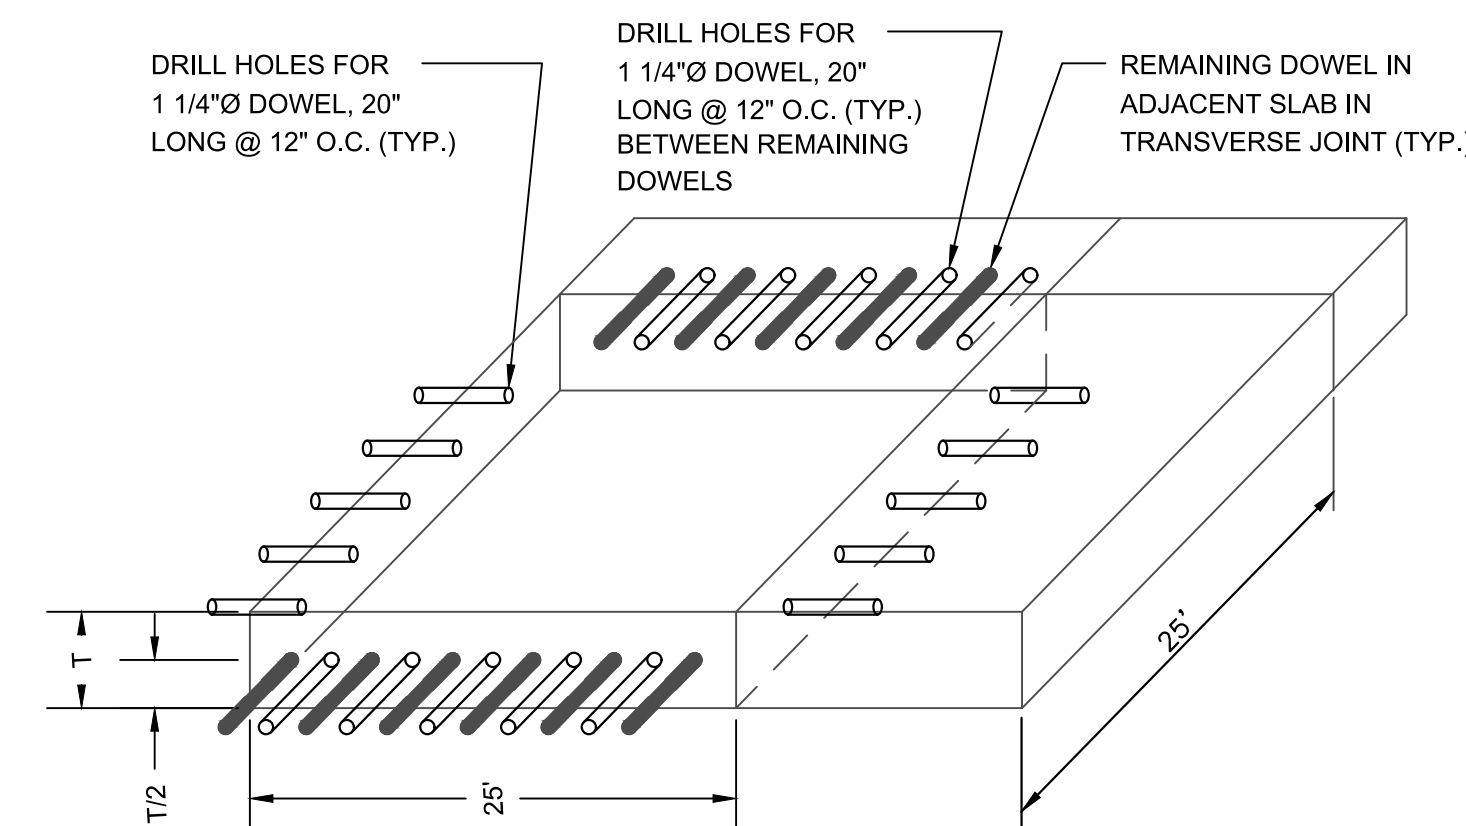 DRILL HOLES FOR
1 1/4"Ø DOWEL, 20"
LONG @ 12" O.C. (TYP.)
DRILL HOLES FOR
1 1/4"Ø DOWEL, 20"
LONG @ 12" O.C. (TYP.)
BETWEEN REMAINING
DOWELS
REMAINING DOWEL IN
ADJACENT SLAB IN
TRANSVERSE JOINT (TYP.)
T
T/2
25'
25'